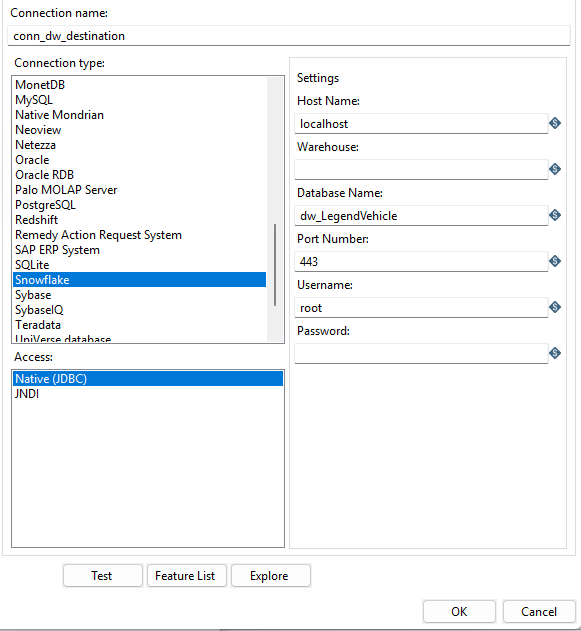 Connection name:
conn_dw_destination
Connection type:
MonetDB
MySQL
Native Mondrian
Neoview
Netezza
Oracle
Oracle RDB
Palo MOLAP Server
PostgreSQL
Redshift
Remedy Action Request System
SAP ERP System
SQLite
Snowflake
Sybase
SybaseIQ
Teradata
UniVerse database
Access:
Native (JDBC)
JNDI
Settings
Host Name:
localhost
Warehouse:
Database Name:
dw_LegendVehicle
Port Number:
443
Username:
root
Password:
Test
Feature List
Explore
OK
Cancel